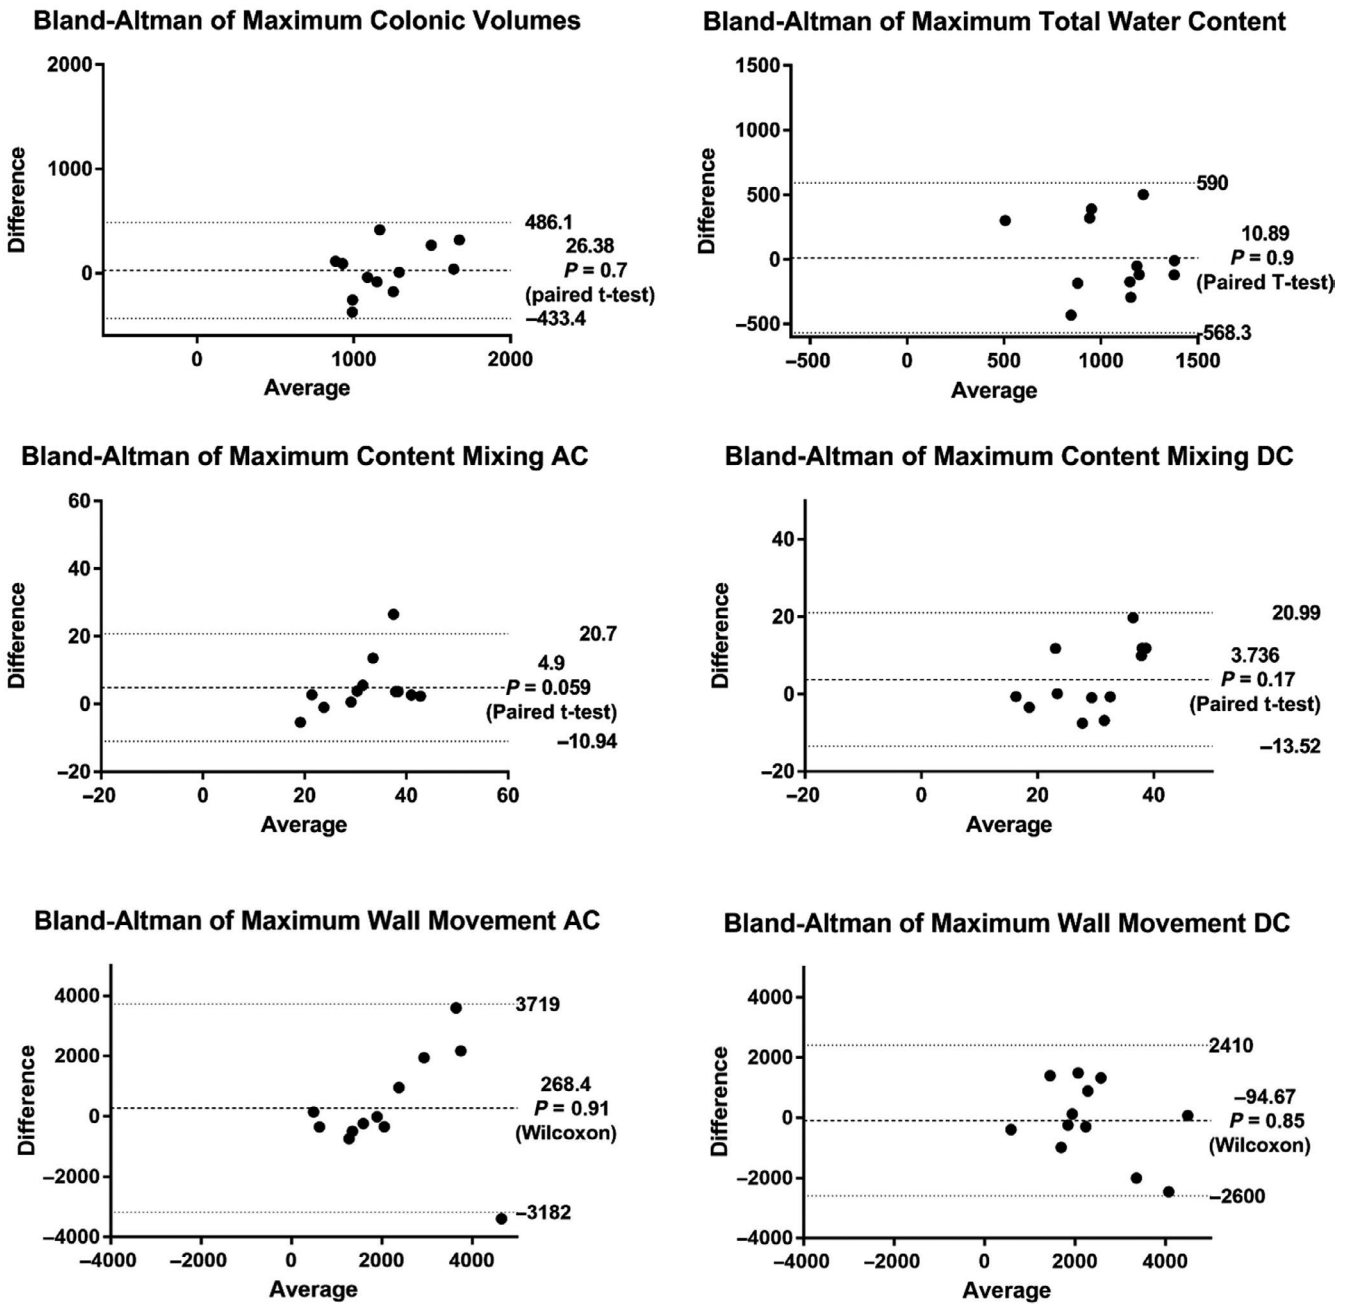 Bland-Altman of Maximum Colonic Volumes
2000
1000
0
Difference
486.1
26.38
P = 0.7
(paired t-test)
–433.4
0
1000
2000
Average
Bland-Altman of Maximum Total Water Content
1500
1000
500
0
–500
Difference
590
10.89
P = 0.9
(Paired T-test)
-568.3
–500
0
500
1000
1500
Average
Bland-Altman of Maximum Content Mixing AC
60
40
20
0
–20
Difference
20.7
4.9
P = 0.059
(Paired t-test)
–10.94
–20
0
20
40
60
Average
Bland-Altman of Maximum Content Mixing DC
40
20
0
–20
Difference
20.99
3.736
P = 0.17
(Paired t-test)
–13.52
–20
0
20
40
Average
Bland-Altman of Maximum Wall Movement AC
4000
2000
0
–2000
–4000
Difference
3719
268.4
P = 0.91
(Wilcoxon)
–3182
–4000
–2000
0
2000
4000
Average
Bland-Altman of Maximum Wall Movement DC
4000
2000
0
–2000
–4000
Difference
2410
–94.67
P = 0.85
(Wilcoxon)
–2600
–4000
–2000
0
2000
4000
Average